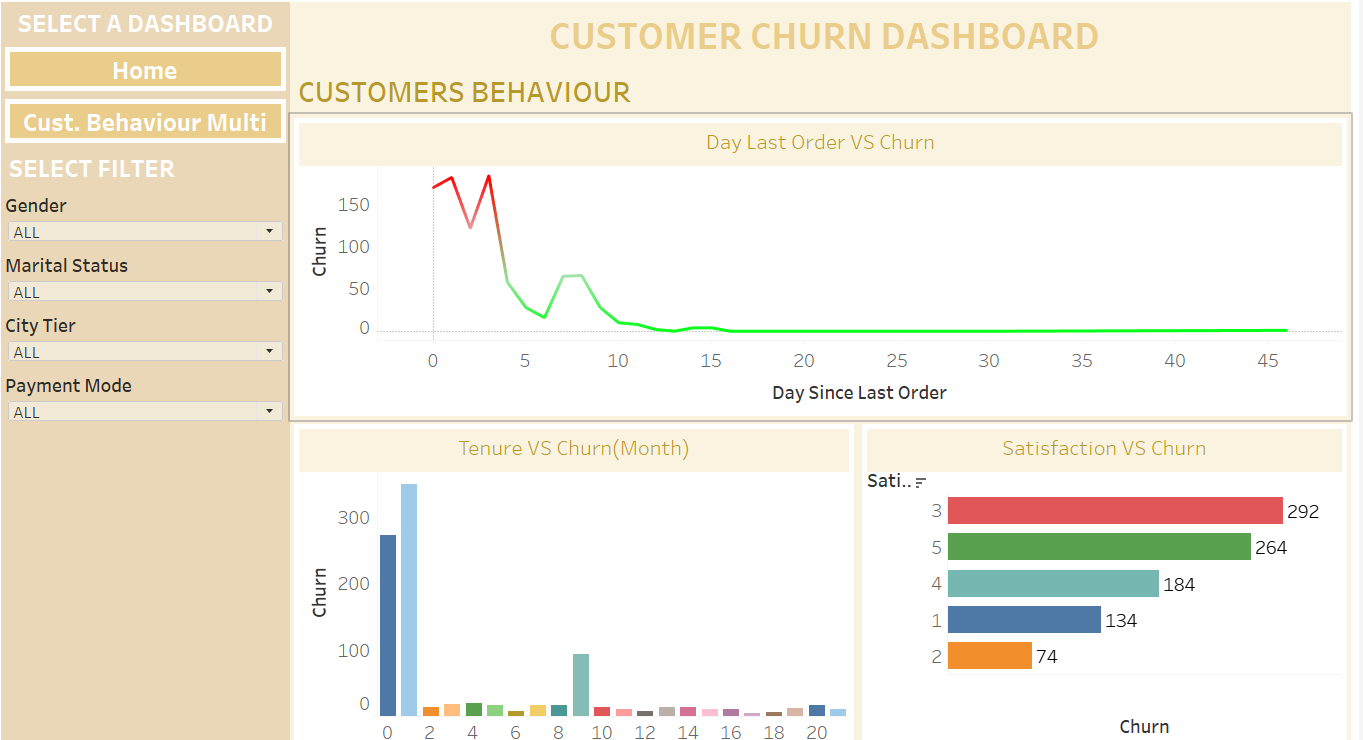 SELECT A DASHBOARD
Home
Cust. Behaviour Multi
SELECT FILTER
Gender
ALL
Marital Status
ALL
City Tier
ALL
Payment Mode
ALL
CUSTOMER CHURN DASHBOARD
CUSTOMERS BEHAVIOUR
Day Last Order VS Churn
Churn
150
100
50
0
0 5 10 15 20 25 30 35 40 45
Day Since Last Order
Tenure VS Churn(Month)
Churn
300
200
100
0
0 2 4 6 8 10 12 14 16 18 20
Satisfaction VS Churn
Sati..
3 292
5 264
4 184
1 134
2 74
Churn